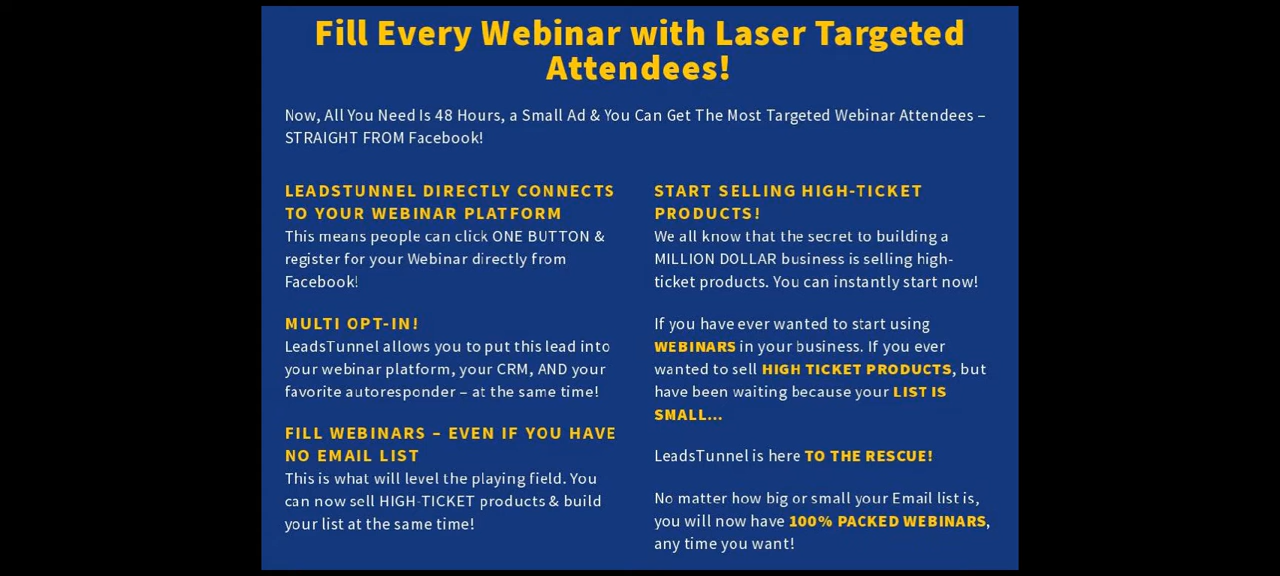 Fill Every Webinar with Laser Targeted
Attendees!
Now, All You Need Is 48 Hours, a Small Ad & You Can Get The Most Targeted Webinar Attendees –
STRAIGHT FROM Facebook!
LEADSTUNNEL DIRECTLY CONNECTS
TO YOUR WEBINAR PLATFORM
This means people can click ONE BUTTON &
register for your Webinar directly from
Facebook!
MULTI OPT-IN!
LeadsTunnel allows you to put this lead into
your webinar platform, your CRM, AND your
favorite autoresponder – at the same time!
FILL WEBINARS – EVEN IF YOU HAVE
NO EMAIL LIST
This is what will level the playing field. You
can now sell HIGH-TICKET products & build
your list at the same time!
START SELLING HIGH-TICKET
PRODUCTS!
We all know that the secret to building a
MILLION DOLLAR business is selling high-
ticket products. You can instantly start now!
If you have ever wanted to start using
WEBINARS in your business. If you ever
wanted to sell HIGH TICKET PRODUCTS, but
have been waiting because your LIST IS
SMALL...
LeadsTunnel is here TO THE RESCUE!
No matter how big or small your Email list is,
you will now have 100% PACKED WEBINARS,
any time you want!